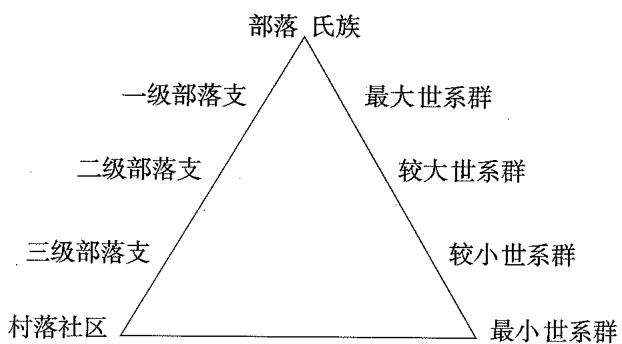 部落 氏族
一级部落支 最大世系群
二级部落支 较大世系群
三级部落支 较小世系群
村落社区 最小世系群